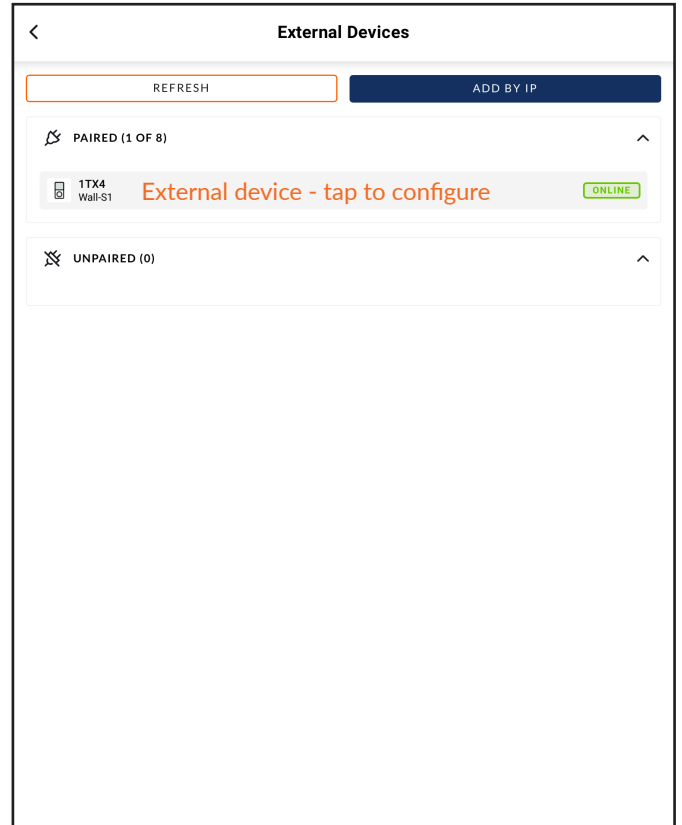 External Devices
REFRESH
ADD BY IP
PAIRED (1 OF 8)
1TX4
Wall-S1
External device - tap to configure
ONLINE
UNPAIRED (0)